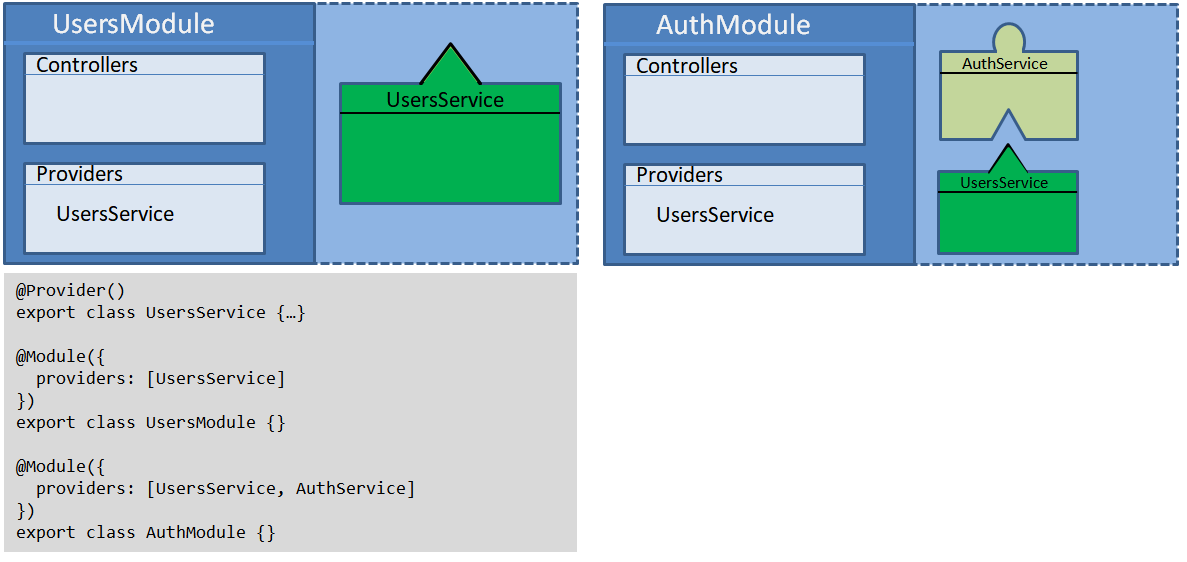 UsersModule
Controllers
Providers
UsersService
UsersService
AuthModule
Controllers
Providers
UsersService
AuthService
UsersService
@Provider()
export class UsersService {…}
@Module({
  providers: [UsersService]
})
export class UsersModule {}
@Module({
  providers: [UsersService, AuthService]
})
export class AuthModule {}